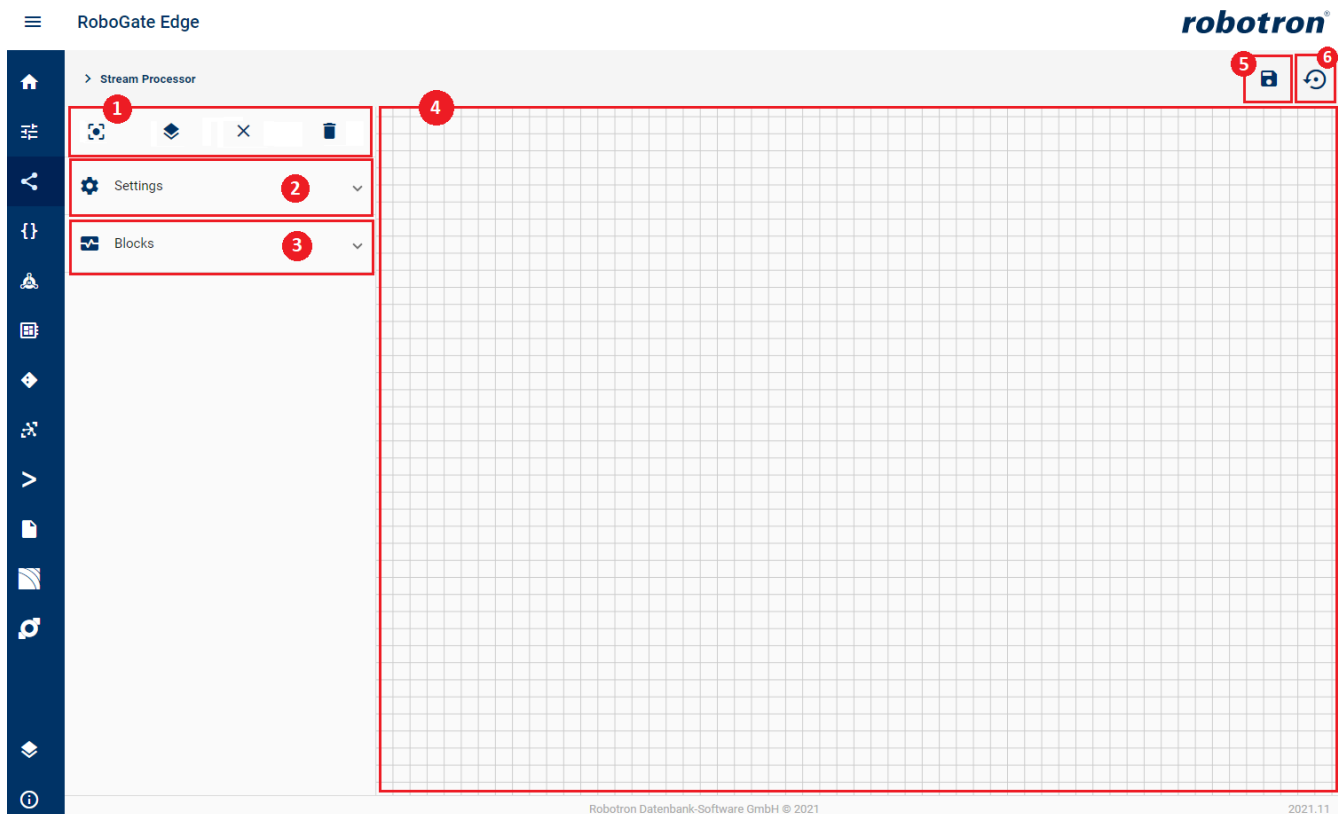 RoboGate Edge
robotron®
Stream Processor
5
6
1
4
Settings
2
Blocks
3
Robotron Datenbank-Software GmbH © 2021
2021.11